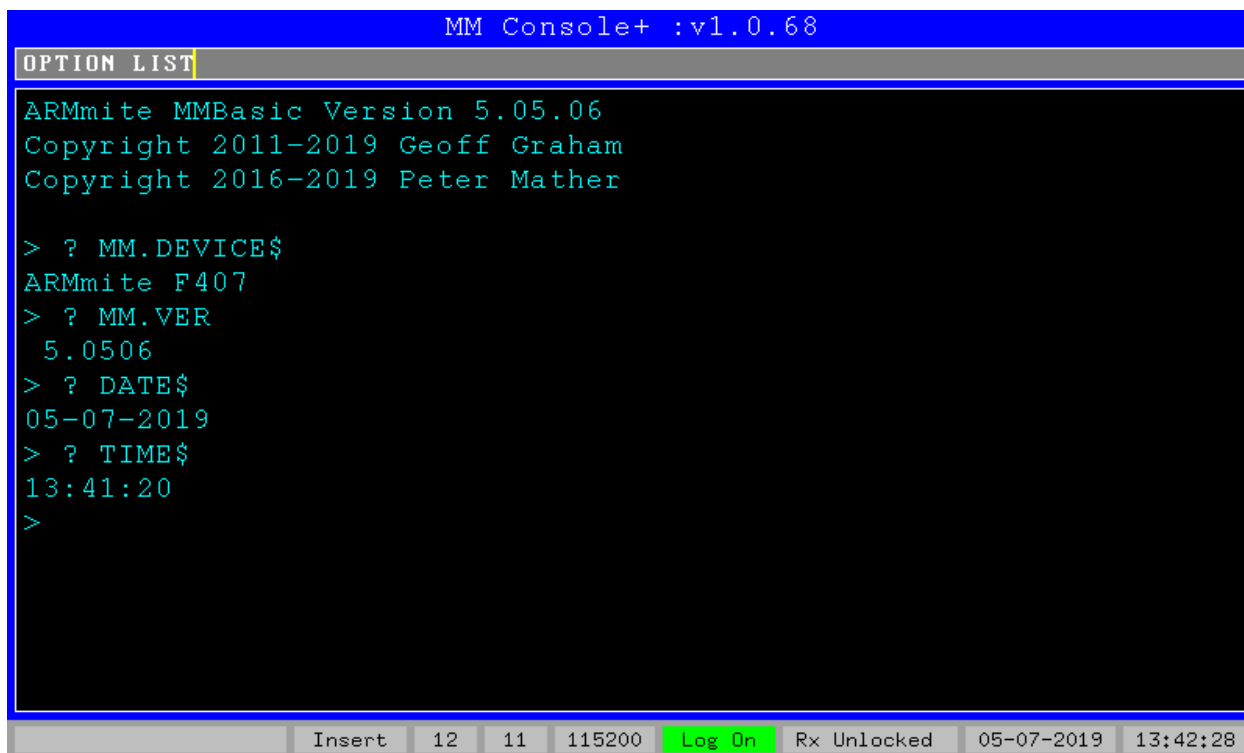 MM Console+ :v1.0.68
OPTION LIST
ARMmite MMBasic Version 5.05.06
Copyright 2011-2019 Geoff Graham
Copyright 2016-2019 Peter Mather
> ? MM.DEVICE$
ARMmite F407
> ? MM.VER
5.0506
> ? DATE$
05-07-2019
> ? TIME$
13:41:20
>
Insert 12 11 115200 Log On Rx Unlocked 05-07-2019 13:42:28